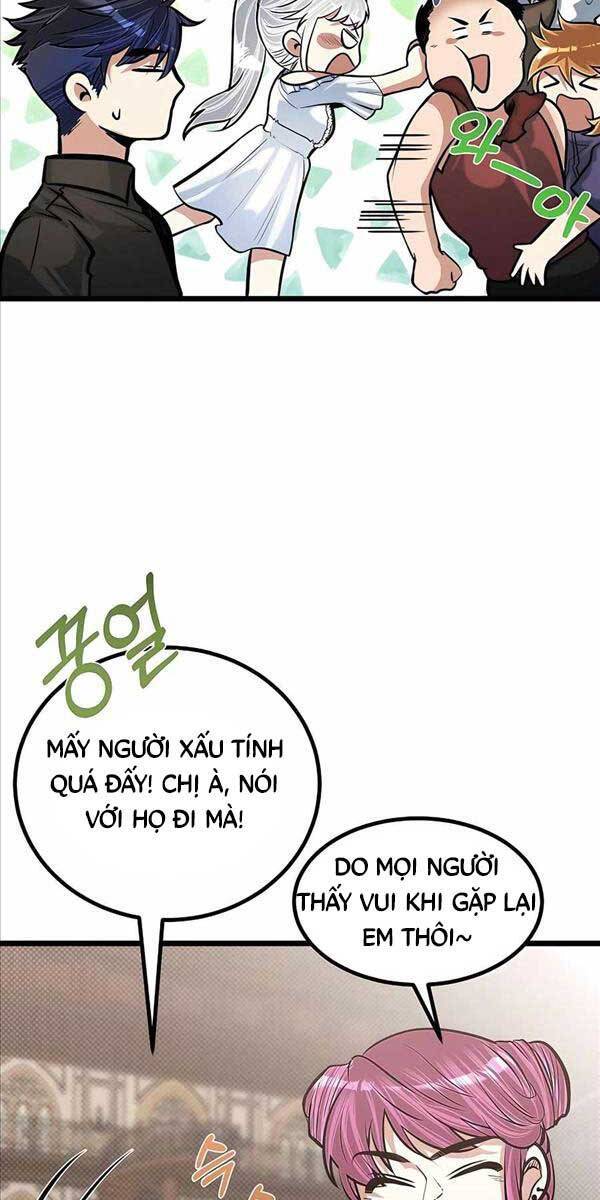 와—아
꽁얼
MẤY NGƯỜI XẤU TÍNH
QUÁ ĐẤY! CHỊ À, NÓI
VỚI HỌ ĐI MÀ!
DO MỌI NGƯỜI
THẤY VUI KHI GẶP LẠI
EM THÔI~